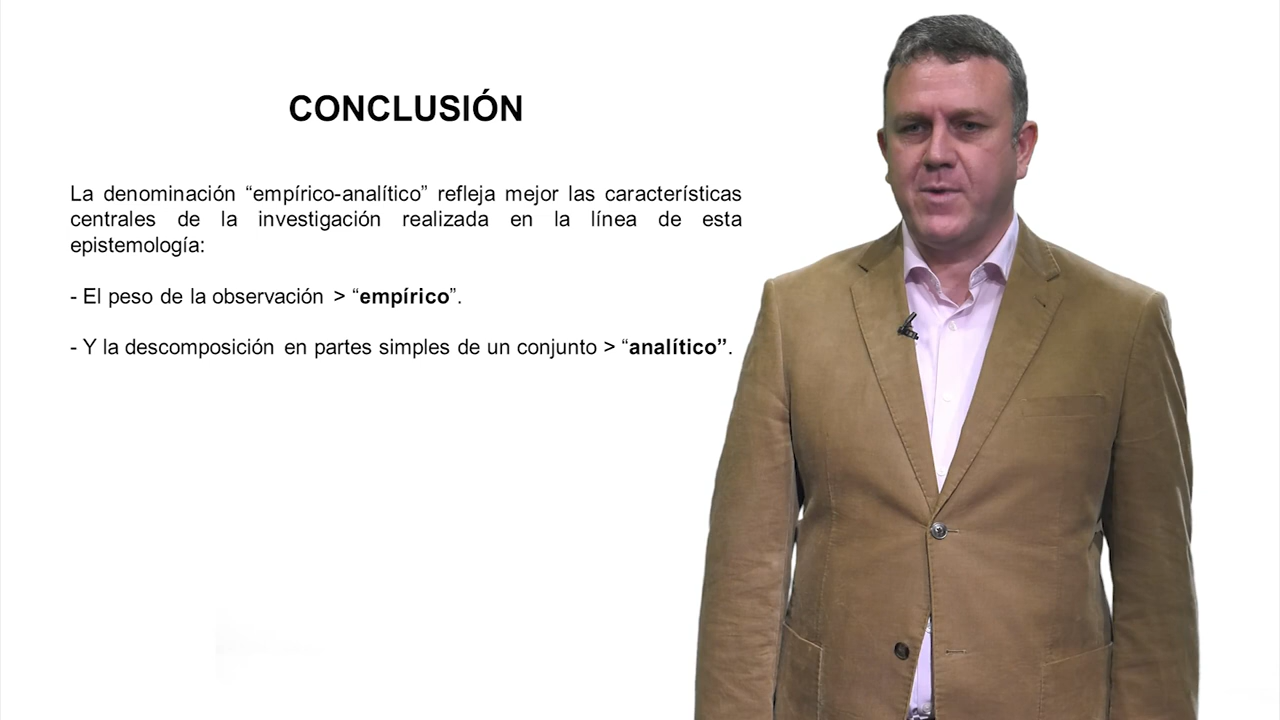 CONCLUSIÓN
La denominación “empírico-analítico” refleja mejor las características
centrales de la investigación realizada en la línea de esta
epistemología:
- El peso de la observación > “empírico”.
- Y la descomposición en partes simples de un conjunto > “analítico”.